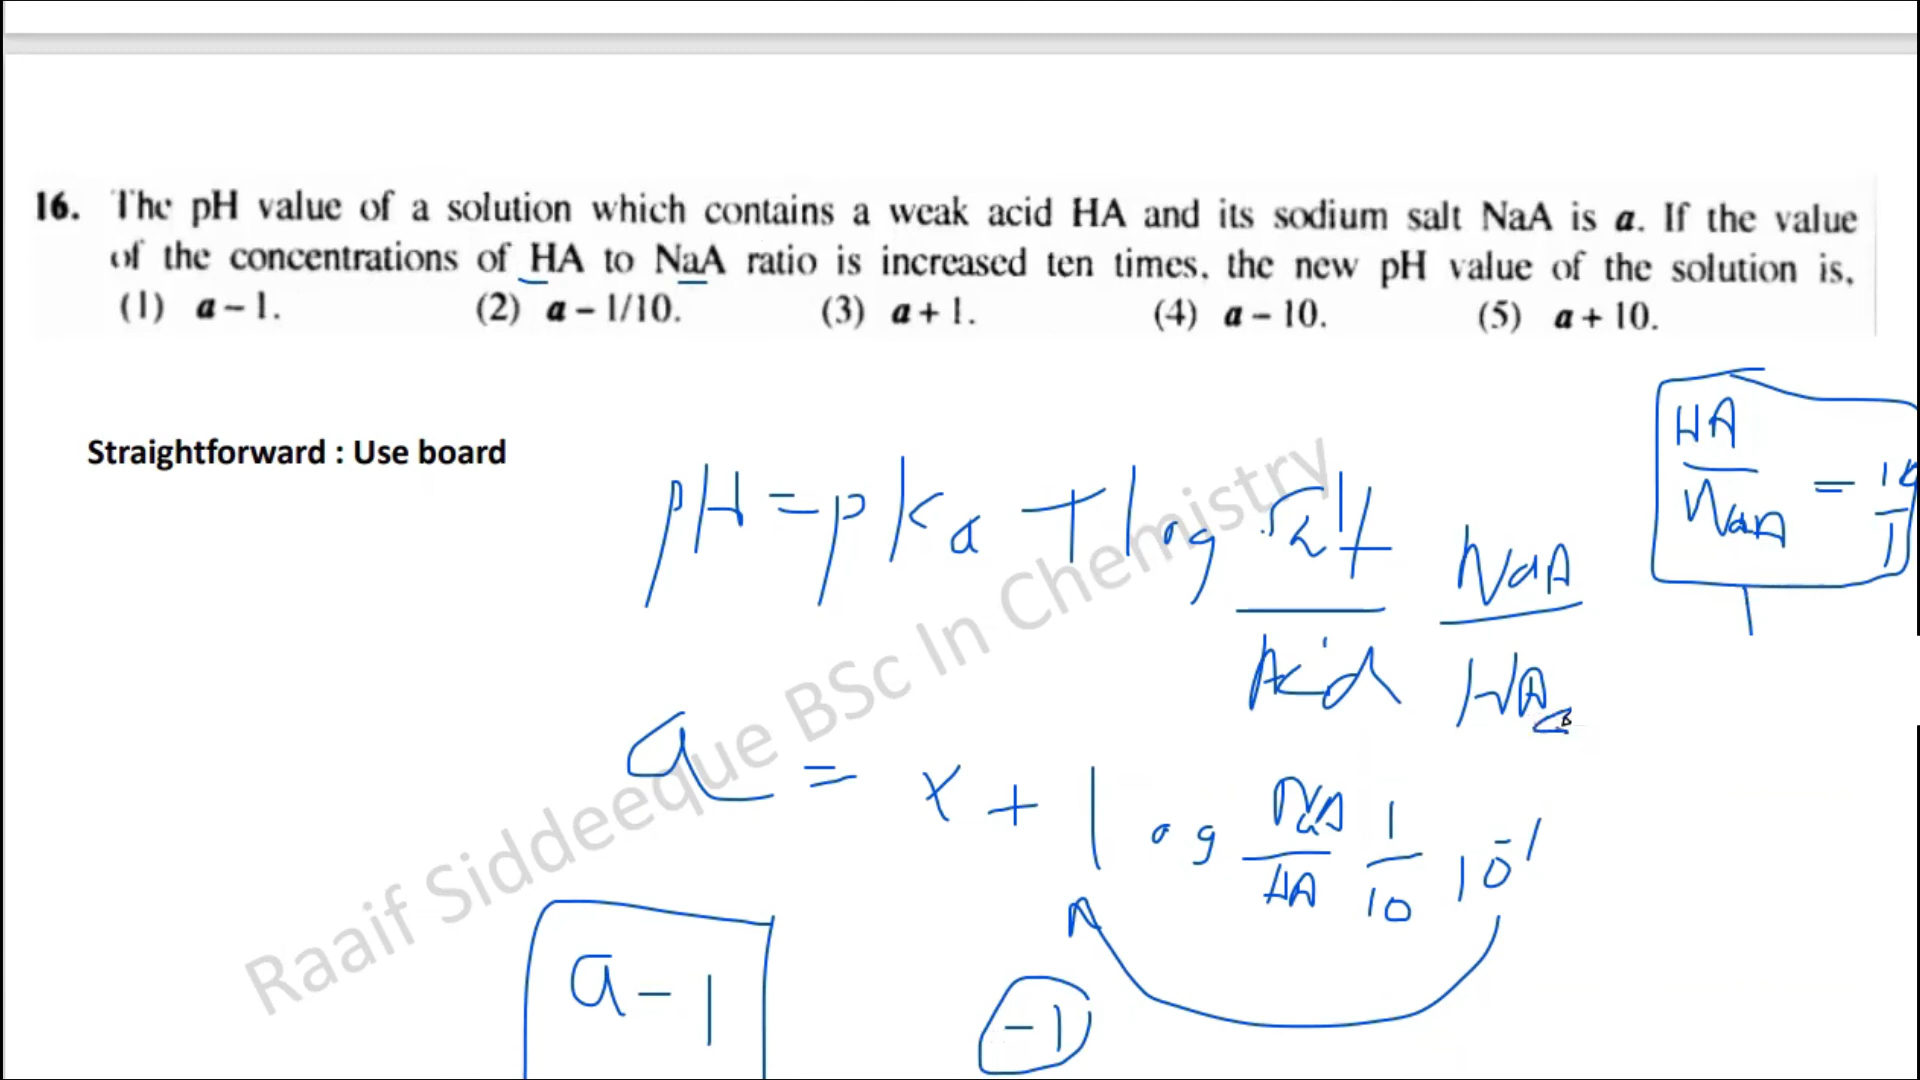 16. The pH value of a solution which contains a weak acid HA and its sodium salt NaA is a. If the value
of the concentrations of HA to NaA ratio is increased ten times, the new pH value of the solution is,
(1) a – 1. (2) a – 1/10. (3) a + 1. (4) a – 10. (5) a + 10.
Straightforward : Use board
HA
NaA = 10
1
pH = pKa + log salt
Acid
NaA
HA
a = x + log NaA
HA
1
10
10⁻¹
a – 1
–1
Raaif Siddeeque BSc In Chemistry